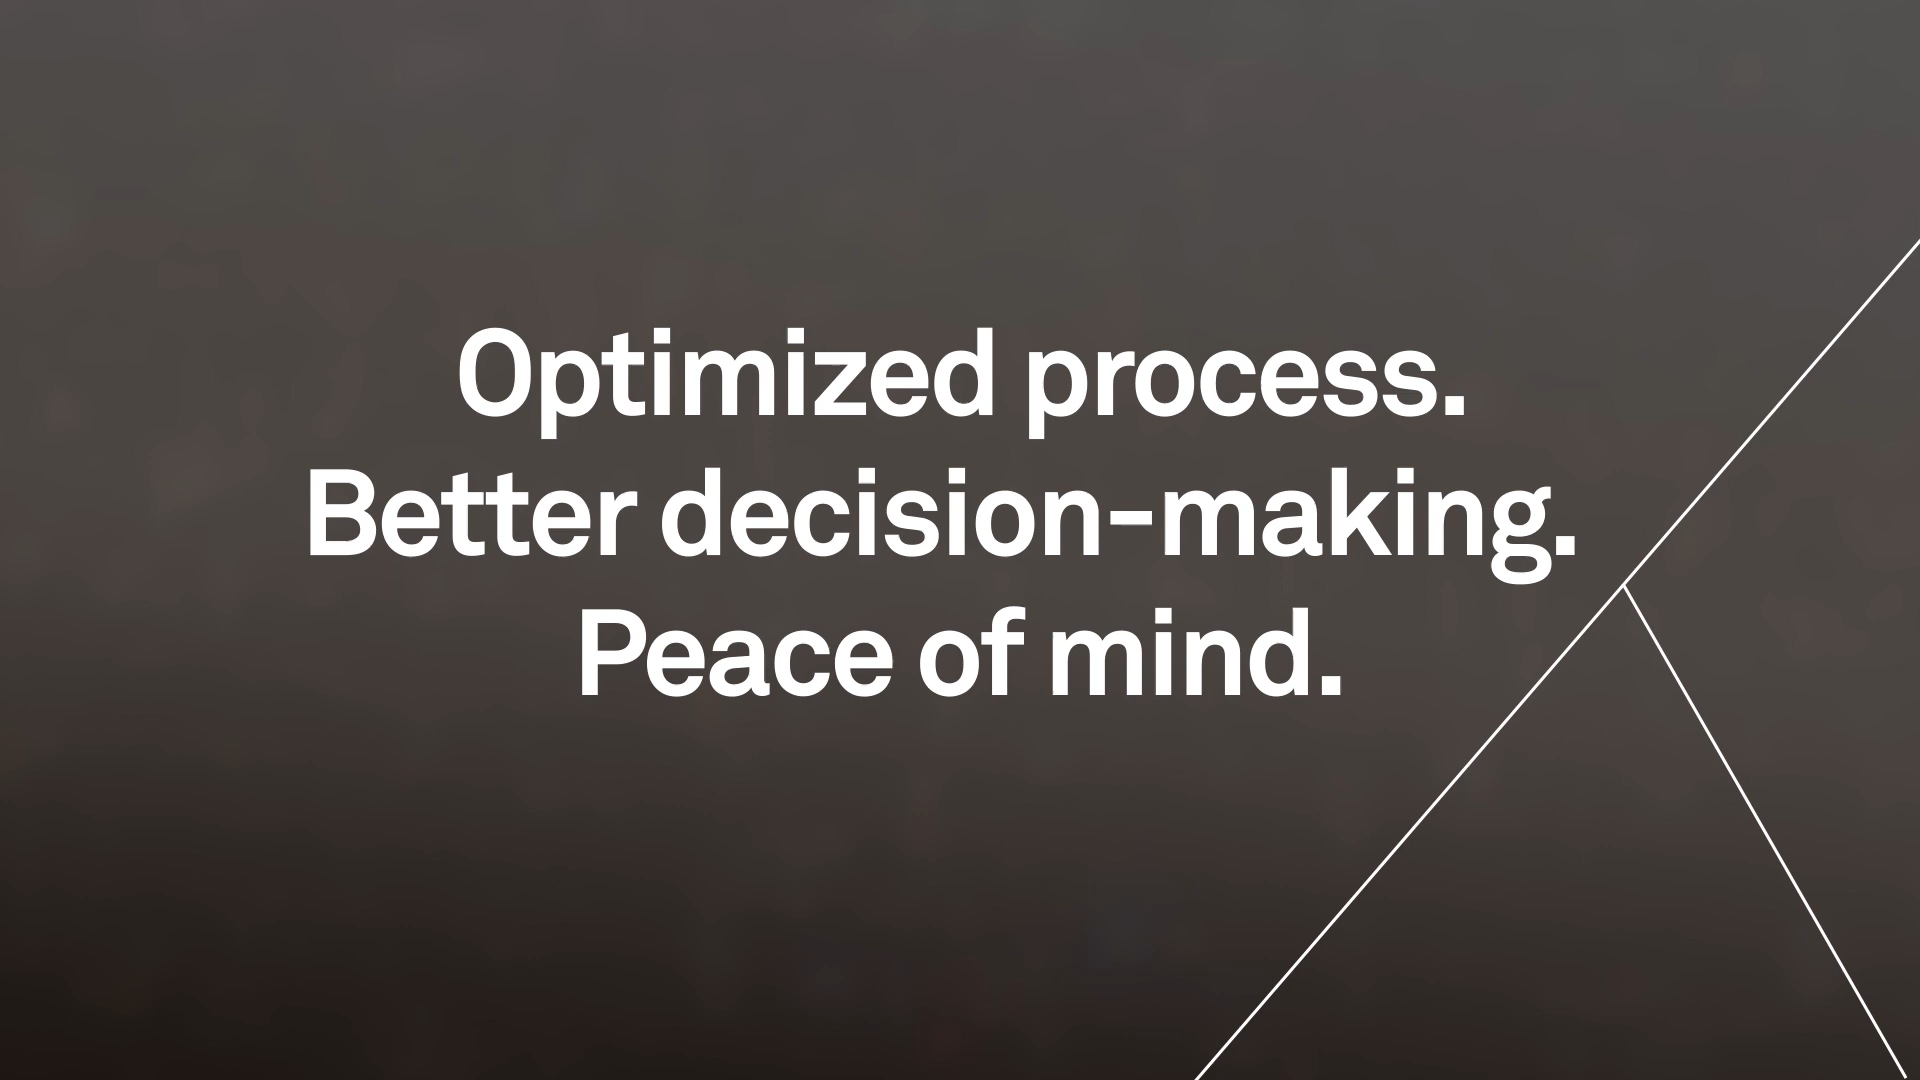 Optimized process.
Better decision-making.
Peace of mind.